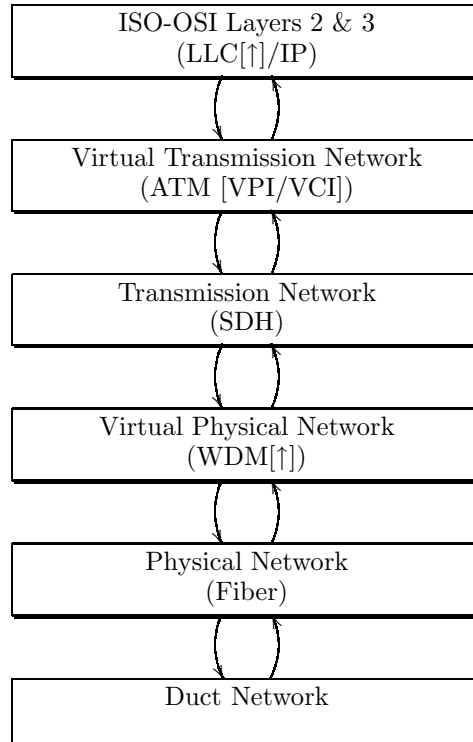 ISO-OSI Layers 2 & 3
(LLC[↑]/IP)
Virtual Transmission Network
(ATM [VPI/VCI])
Transmission Network
(SDH)
Virtual Physical Network
(WDM[↑])
Physical Network
(Fiber)
Duct Network